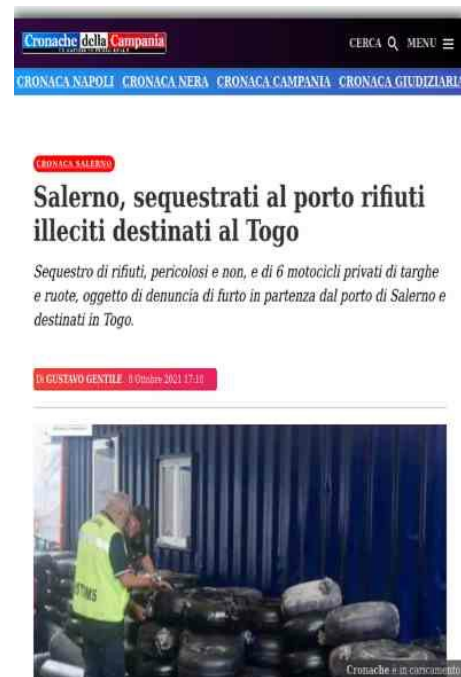 Cronache della Campania
CERCA MENU
CRONACA NAPOLI CRONACA NERA CRONACA CAMPANIA CRONACA GIUDIZIARIA
CRONACA SALERNO
Salerno, sequestrati al porto rifiuti
illeciti destinati al Togo
Sequestro di rifiuti, pericolosi e non, e di 6 motocicli privati di targhe
e ruote, oggetto di denuncia di furto in partenza dal porto di Salerno e
destinati in Togo.
Di GUSTAVO GENTILE 8 Ottobre 2021 17:10
Cronache è in caricamento